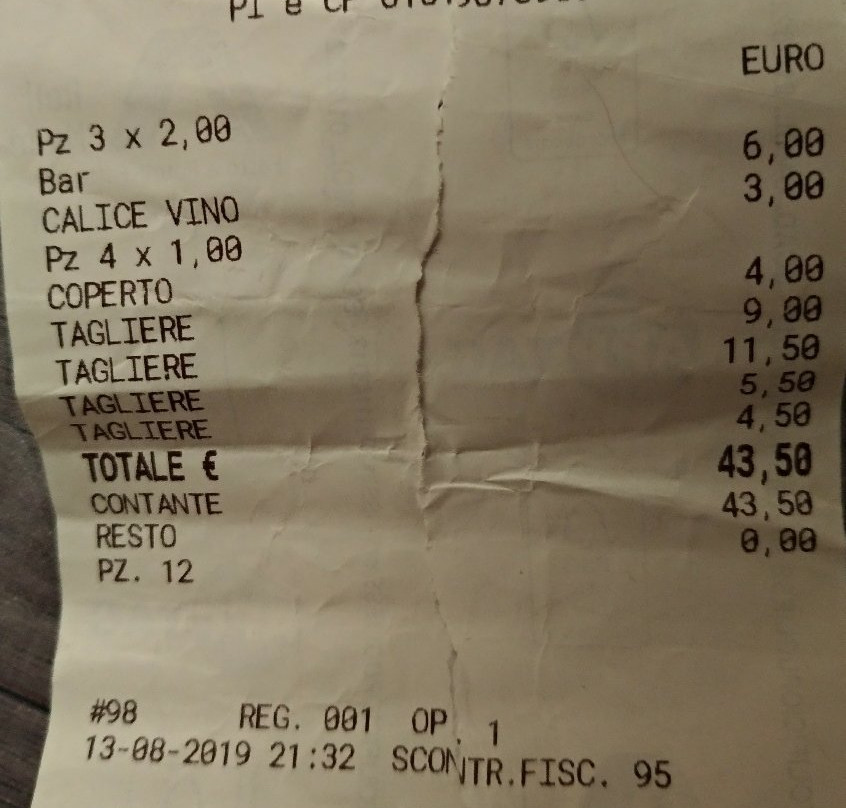 PI e CF
EURO
Pz 3 x 2,00
Bar 6,00
CALICE VINO 3,00
Pz 4 x 1,00
COPERTO 4,00
TAGLIERE 9,00
TAGLIERE 11,50
TAGLIERE 5,50
TAGLIERE 4,50
TOTALE € 43,50
CONTANTE 43,50
RESTO 0,00
PZ. 12
#98 REG. 001 OP. 1
13-08-2019 21:32 SCONTR.FISC. 95